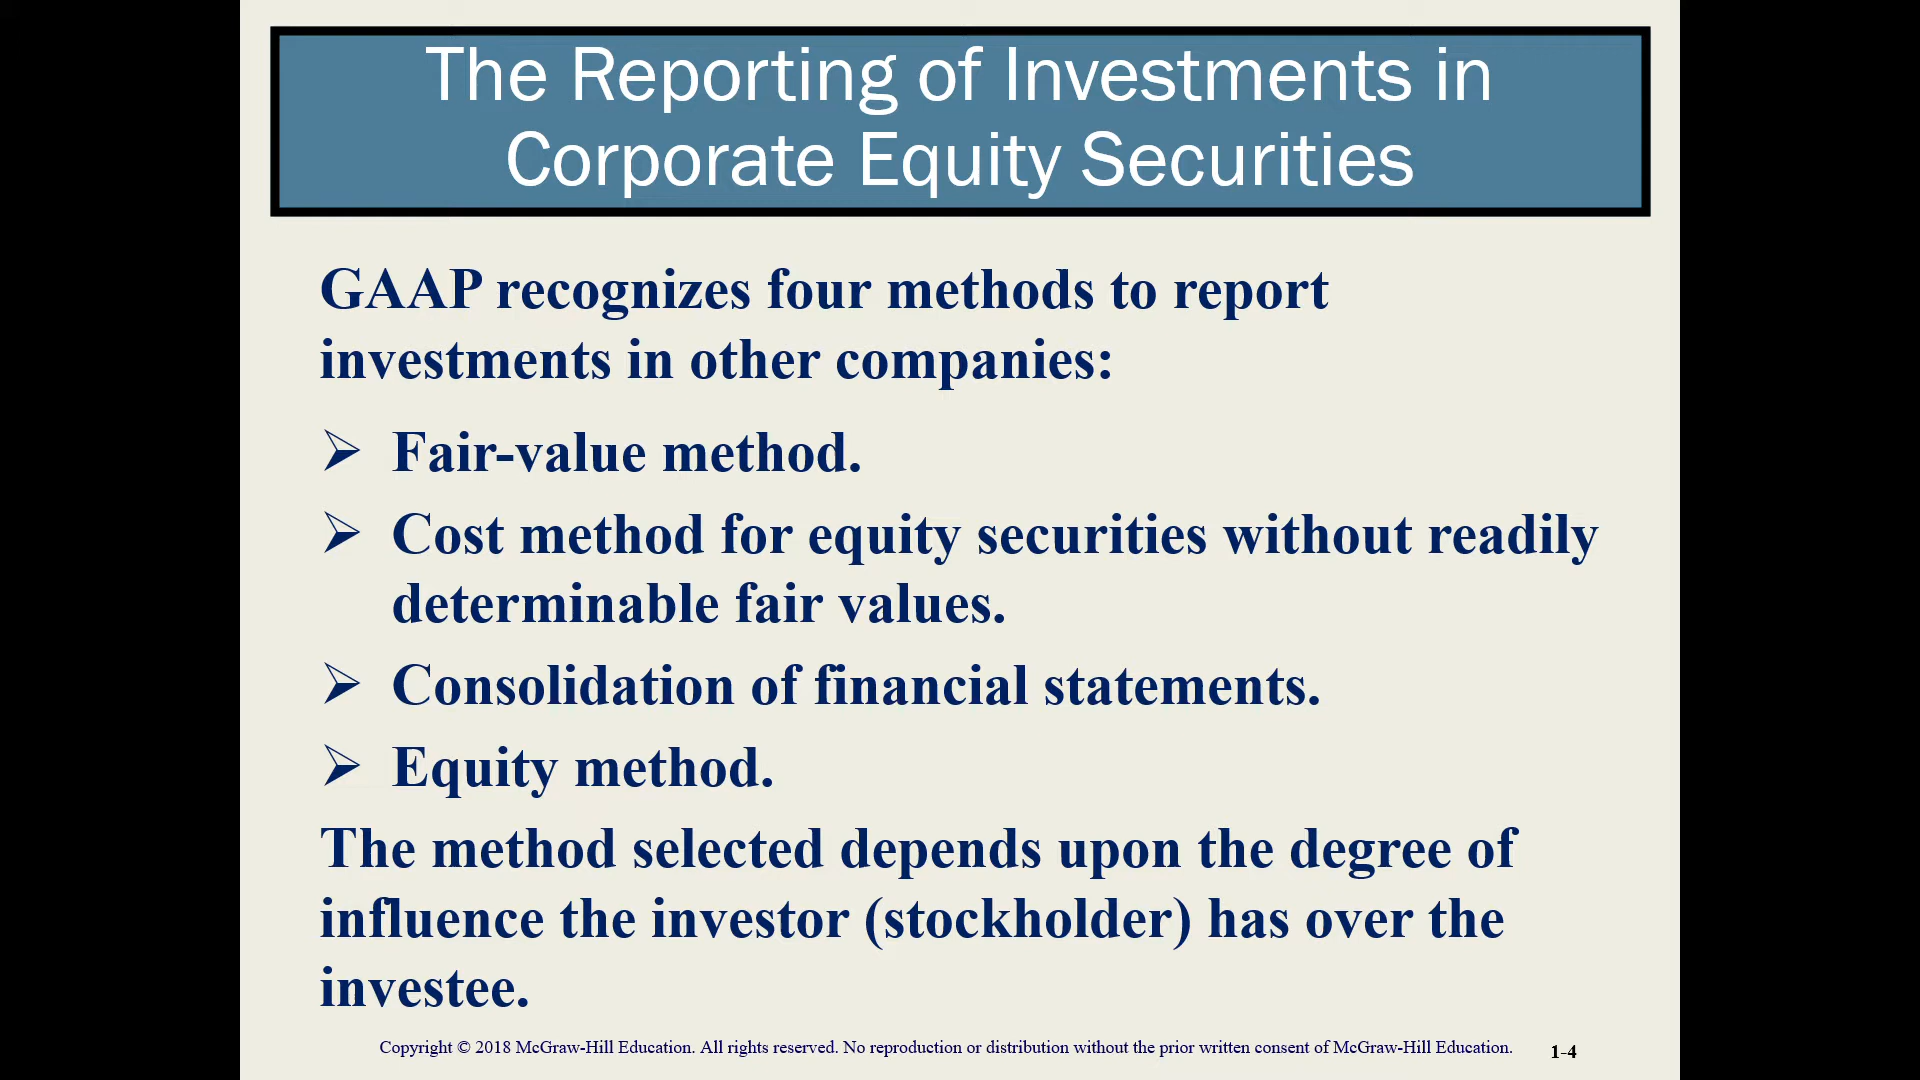 The Reporting of Investments in
Corporate Equity Securities
GAAP recognizes four methods to report
investments in other companies:
➢ Fair-value method.
➢ Cost method for equity securities without readily
determinable fair values.
➢ Consolidation of financial statements.
➢ Equity method.
The method selected depends upon the degree of
influence the investor (stockholder) has over the
investee.
Copyright © 2018 McGraw-Hill Education. All rights reserved. No reproduction or distribution without the prior written consent of McGraw-Hill Education. 1-4